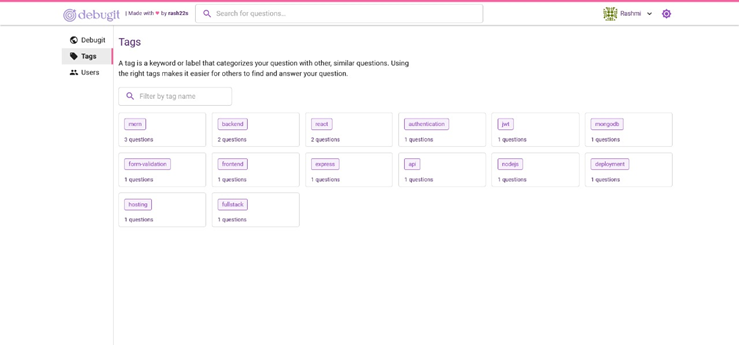 debugit | Made with ♥ by rash22s
Search for questions...
Rashmi
Debugit
Tags
Users
Tags
A tag is a keyword or label that categorizes your question with other, similar questions. Using
the right tags makes it easier for others to find and answer your question.
Filter by tag name
mern
3 questions
backend
2 questions
react
2 questions
authentication
1 questions
jwt
1 questions
mongodb
1 questions
form-validation
1 questions
frontend
1 questions
express
1 questions
api
1 questions
nodejs
1 questions
deployment
1 questions
hosting
1 questions
fullstack
1 questions